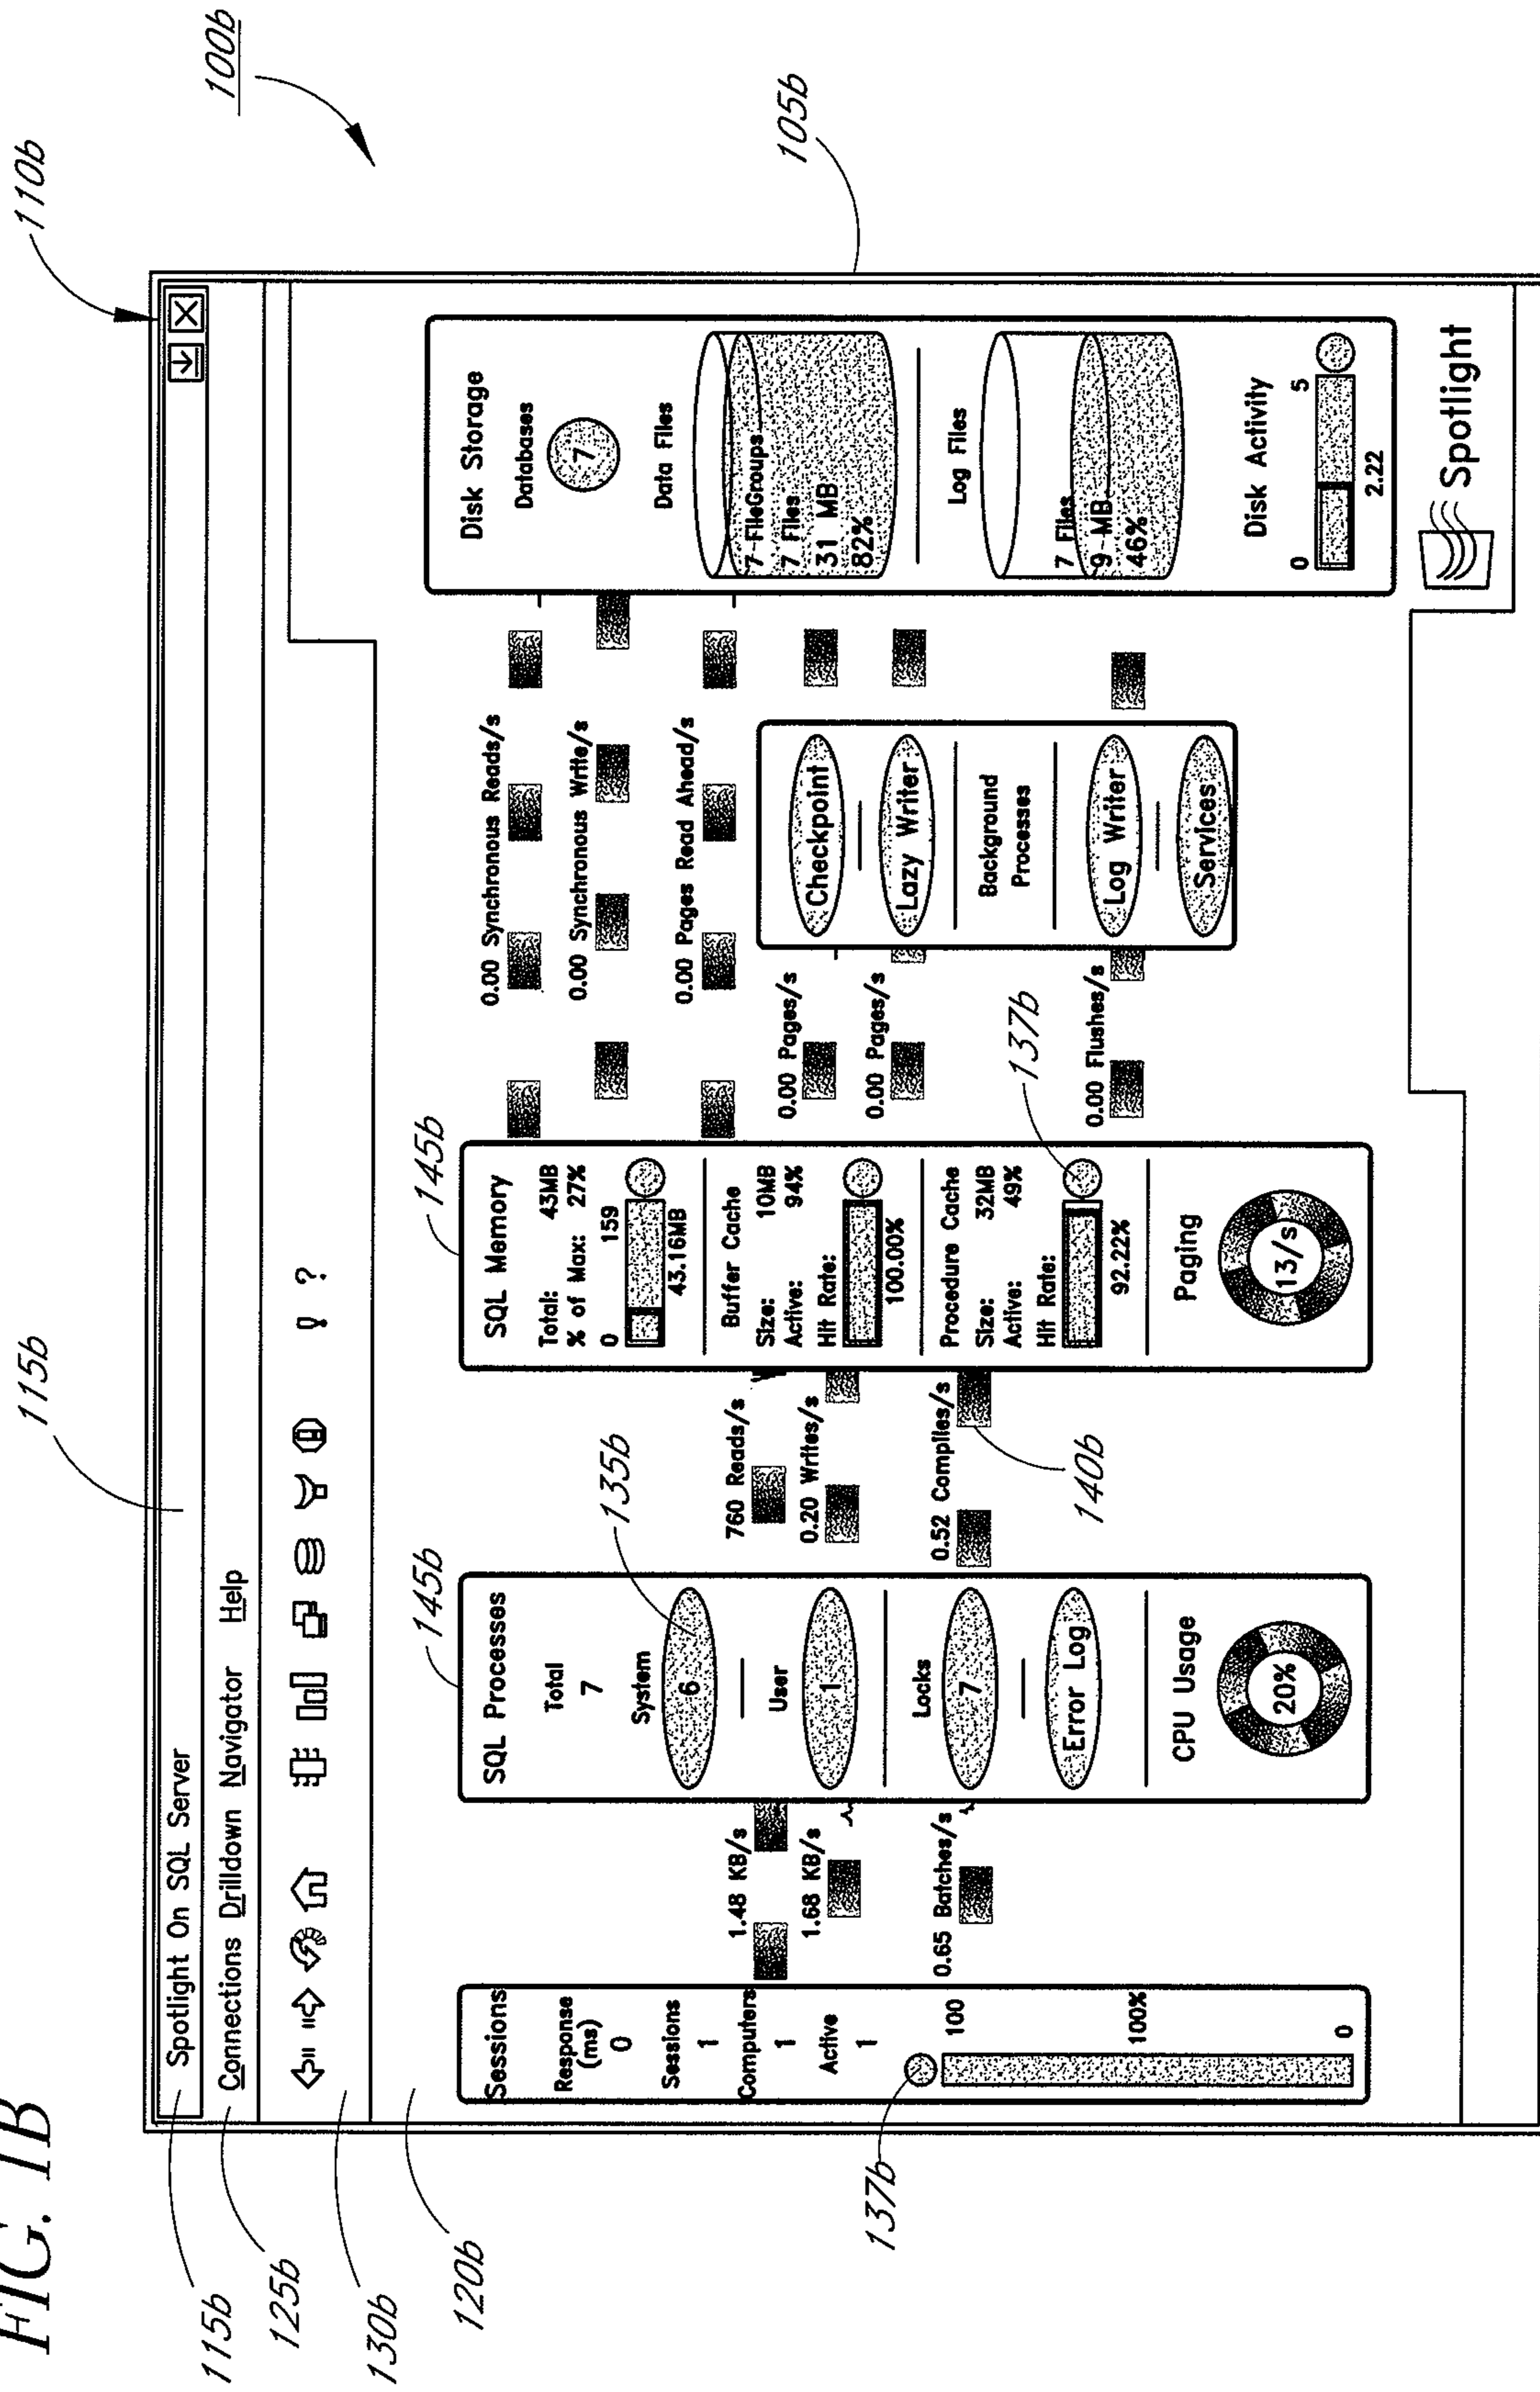 FIG. 1B
100b
110b
115b
115b
125b
130b
120b
105b
Spotlight On SQL Server
Connections Drilldown Navigator Help
! ?
145b
145b
Sessions
Response
(ms)
0
Sessions
1
Computers
1
Active
1
100
100%
0
137b
1.48 KB/s
1.68 KB/s
0.65 Batches/s
SQL Processes
Total
7
System
6
135b
User
1
Locks
7
Error Log
CPU Usage
20%
760 Reads/s
0.20 Writes/s
0.52 Compiles/s
140b
SQL Memory
Total: 43MB
% of Max: 27%
0 159
43.16MB
Buffer Cache
Size: 10MB
Active: 94%
Hit Rate:
100.00%
Procedure Cache
Size: 32MB
Active: 49%
Hit Rate:
92.22%
137b
Paging
13/s
0.00 Synchronous Reads/s
0.00 Synchronous Write/s
0.00 Pages Read Ahead/s
0.00 Pages/s
0.00 Pages/s
0.00 Flushes/s
Checkpoint
Lazy Writer
Background
Processes
Log Writer
Services
Disk Storage
Databases
7
Data Files
7 FileGroups
7 Files
31 MB
82%
Log Files
7 Files
9 MB
46%
Disk Activity
0 5
2.22
Spotlight